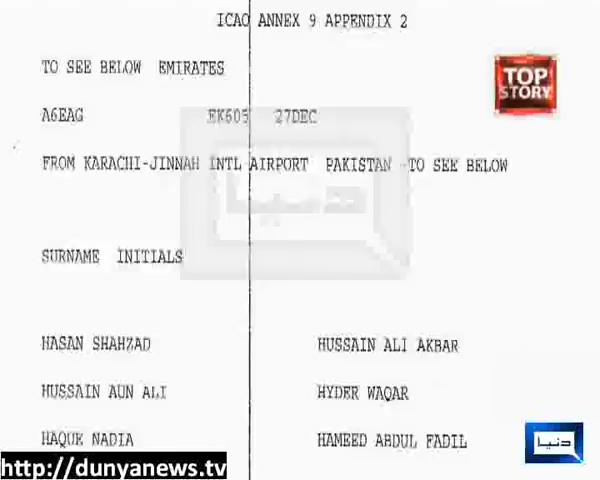 ICAO ANNEX 9 APPENDIX 2
TO SEE BELOW EMIRATES
TOP STORY
A6EAG EK605 27DEC
FROM KARACHI-JINNAH INTL AIRPORT PAKISTAN TO SEE BELOW
دنیا
SURNAME INITIALS
HASAN SHAHZAD HUSSAIN ALI AKBAR
HUSSAIN AUN ALI HYDER WAQAR
HAQUE NADIA HAMEED ABDUL FADIL
دنیا
http://dunyanews.tv